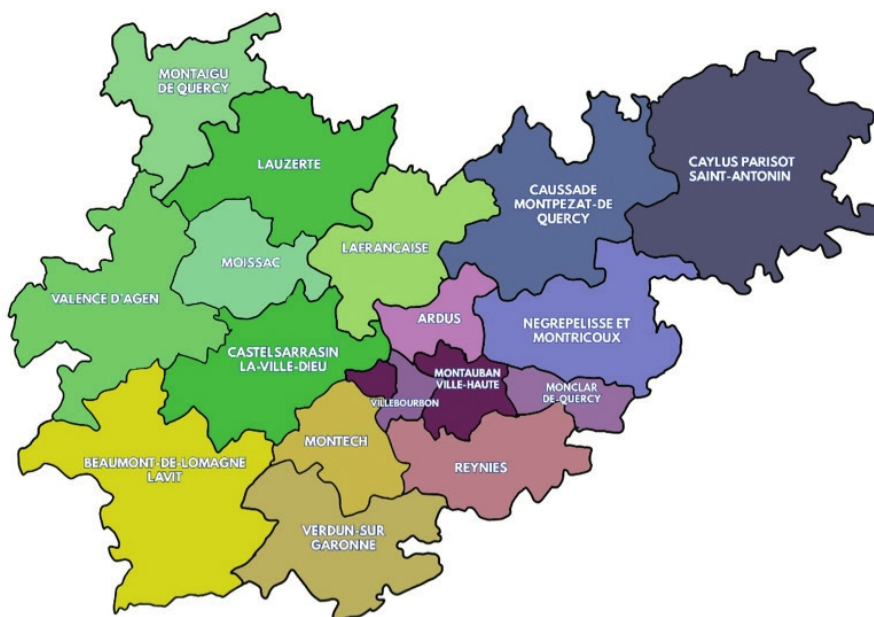 MONTAIGU
DE QUERCY
LAUZERTE
CAYLUS PARISOT
SAINT-ANTONIN
CAUSSADE
MONTPEZAT-DE
QUERCY
LAFRANCAISE
MOISSAC
VALENCE D'AGEN
ARDUS
NEGREPELISSE ET
MONTRICOUX
CASTELSARRASIN
LA-VILLE-DIEU
MONTAUBAN
VILLE-HAUTE
VILLEBOURBON
MONCLAR
DE-QUERCY
MONTECH
BEAUMONT-DE-LOMAGNE
LAVIT
REYNIES
VERDUN-SUR
GARONNE